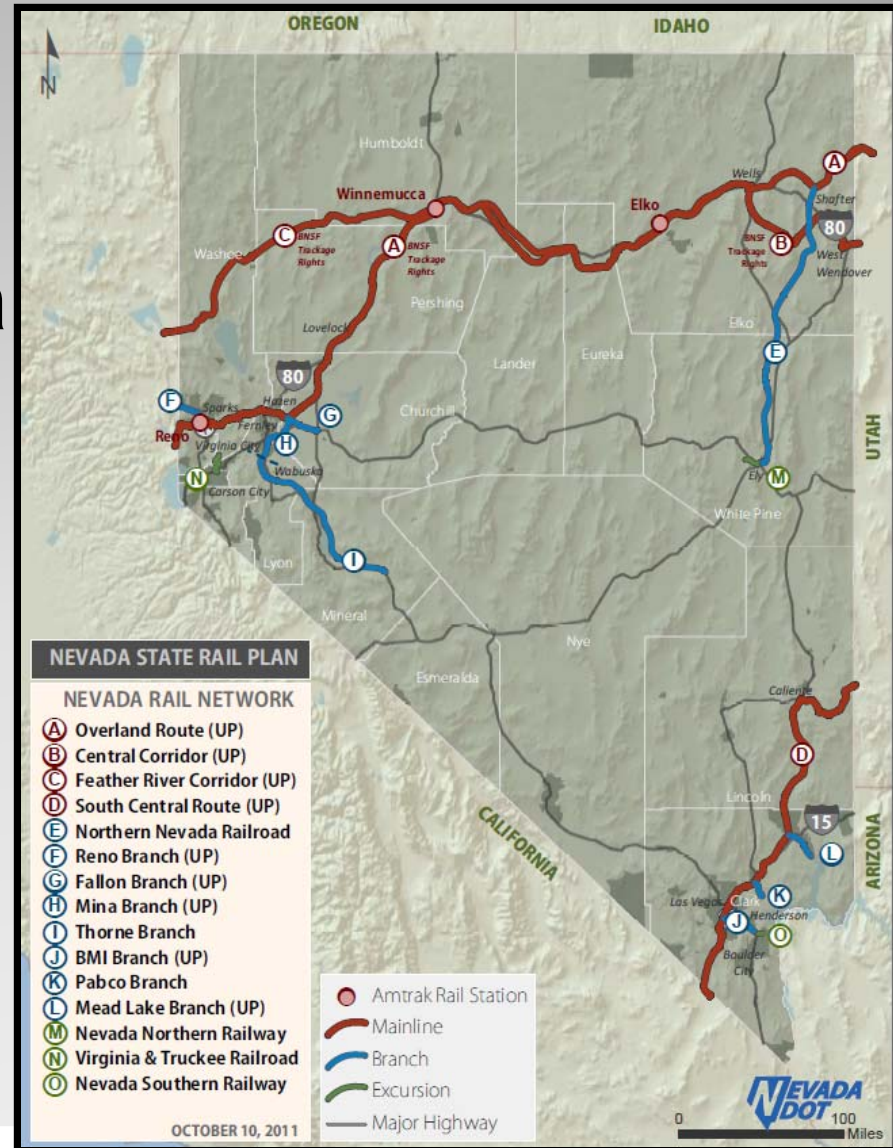 OREGON
IDAHO
N
Humboldt
A
Winnemucca
Wells
Elko
Shafter
C
BNSF
Trackage
Rights
A
BNSF
Trackage
Rights
BNSF
Trackage
Rights
B
80
West
Wendover
Washoe
Pershing
Lovelock
Elko
Lander
Eureka
E
80
Churchill
UTAH
F
Sparks
Hazen
G
Fernley
Reno
H
Virginia City
N
Wabuska
Carson City
Ely
M
White Pine
Lyon
I
Mineral
Nye
Esmeralda
Caliente
D
Lincoln
CALIFORNIA
15
ARIZONA
L
K
Las Vegas
Clark
Henderson
J
O
Boulder
City
NEVADA STATE RAIL PLAN
NEVADA RAIL NETWORK
A Overland Route (UP)
B Central Corridor (UP)
C Feather River Corridor (UP)
D South Central Route (UP)
E Northern Nevada Railroad
F Reno Branch (UP)
G Fallon Branch (UP)
H Mina Branch (UP)
I Thorne Branch
J BMI Branch (UP)
K Pabco Branch
L Mead Lake Branch (UP)
M Nevada Northern Railway
N Virginia & Truckee Railroad
O Nevada Southern Railway
OCTOBER 10, 2011
Amtrak Rail Station
Mainline
Branch
Excursion
Major Highway
NEVADA
DOT
0 100
Miles